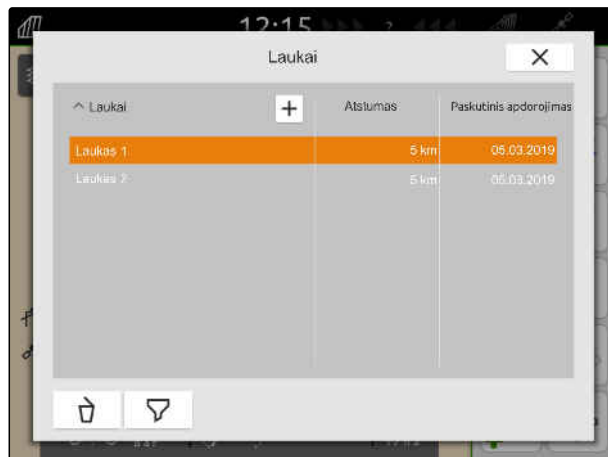 12:15
Laukai
Laukai + Atstumas Paskutinis apdorojimas
Laukas 1 5 km 05.03.2019
Laukas 2 5 km 05.03.2019